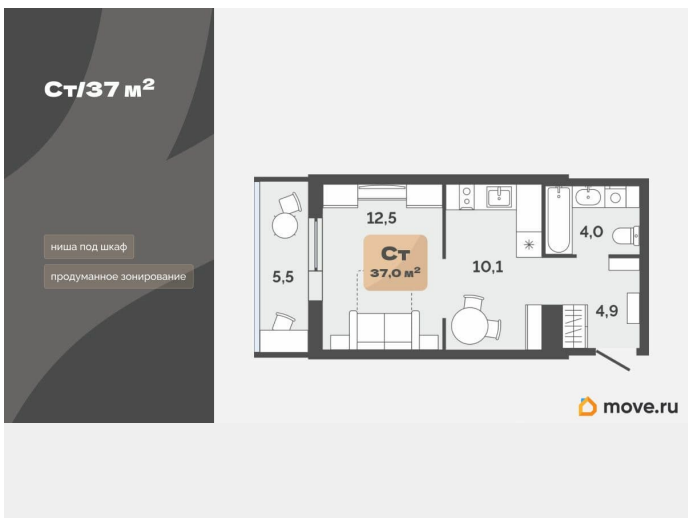 Ст/37 м²
ниша под шкаф
продуманное зонирование
12,5
Ст
37,0 м²
5,5
10,1
4,0
4,9
move.ru